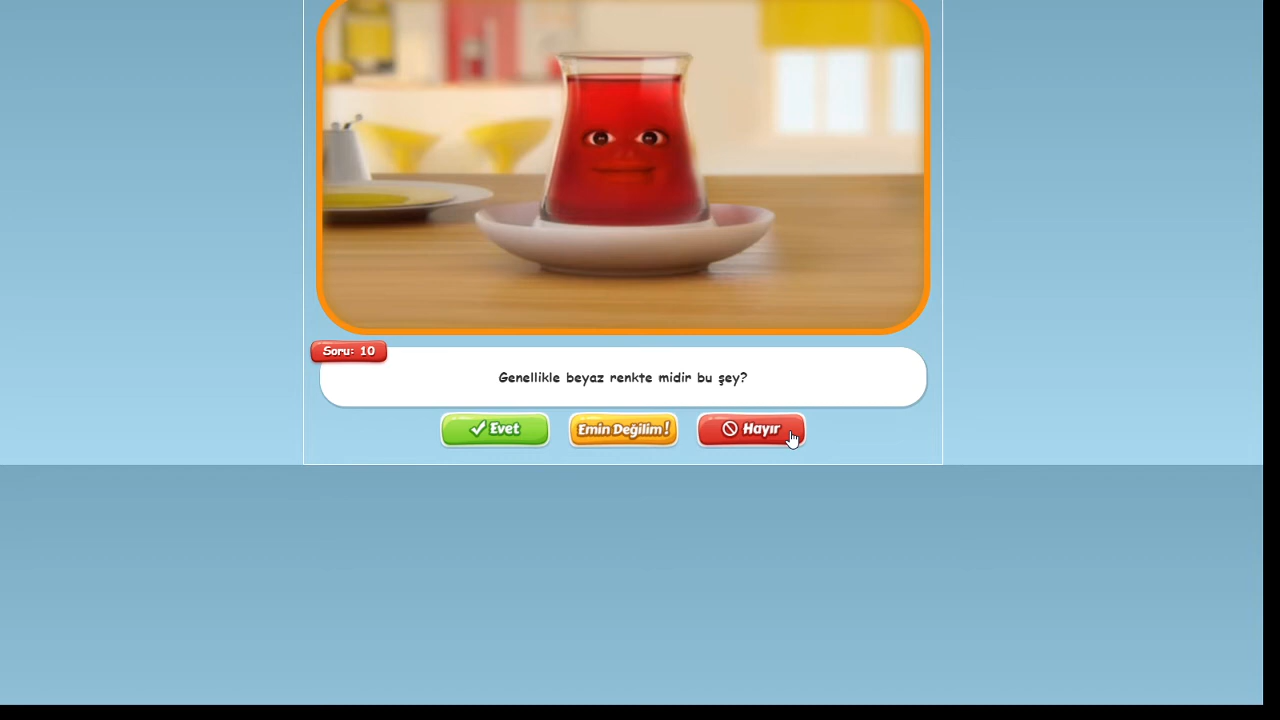 Soru: 10
Genellikle beyaz renkte midir bu şey?
Evet
Emin Değilim!
Hayır